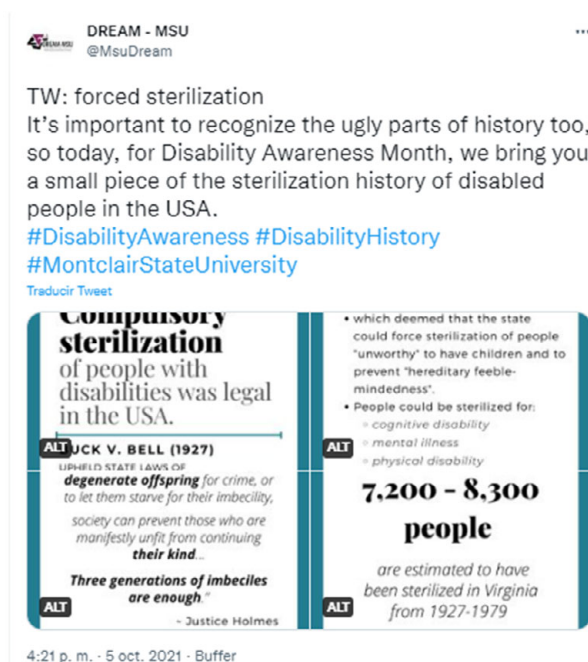 DREAM - MSU
@MsuDream
TW: forced sterilization
It's important to recognize the ugly parts of history too,
so today, for Disability Awareness Month, we bring you
a small piece of the sterilization history of disabled
people in the USA.
#DisabilityAwareness #DisabilityHistory
#MontclairStateUniversity
Traducir Tweet
Compulsory
sterilization
of people with
disabilities was legal
in the USA.
ALT
UCK V. BELL (1927)
UPHELD STATE LAWS OF
• which deemed that the state
could force sterilization of people
"unworthy" to have children and to
prevent "hereditary feeble-
mindedness".
• People could be sterilized for:
◦ cognitive disability
◦ mental illness
◦ physical disability
ALT
degenerate offspring for crime, or
to let them starve for their imbecility,
society can prevent those who are
manifestly unfit from continuing
their kind...
Three generations of imbeciles
are enough."
~ Justice Holmes
ALT
7,200 - 8,300
people
are estimated to have
been sterilized in Virginia
from 1927-1979
ALT
4:21 p. m. · 5 oct. 2021 · Buffer